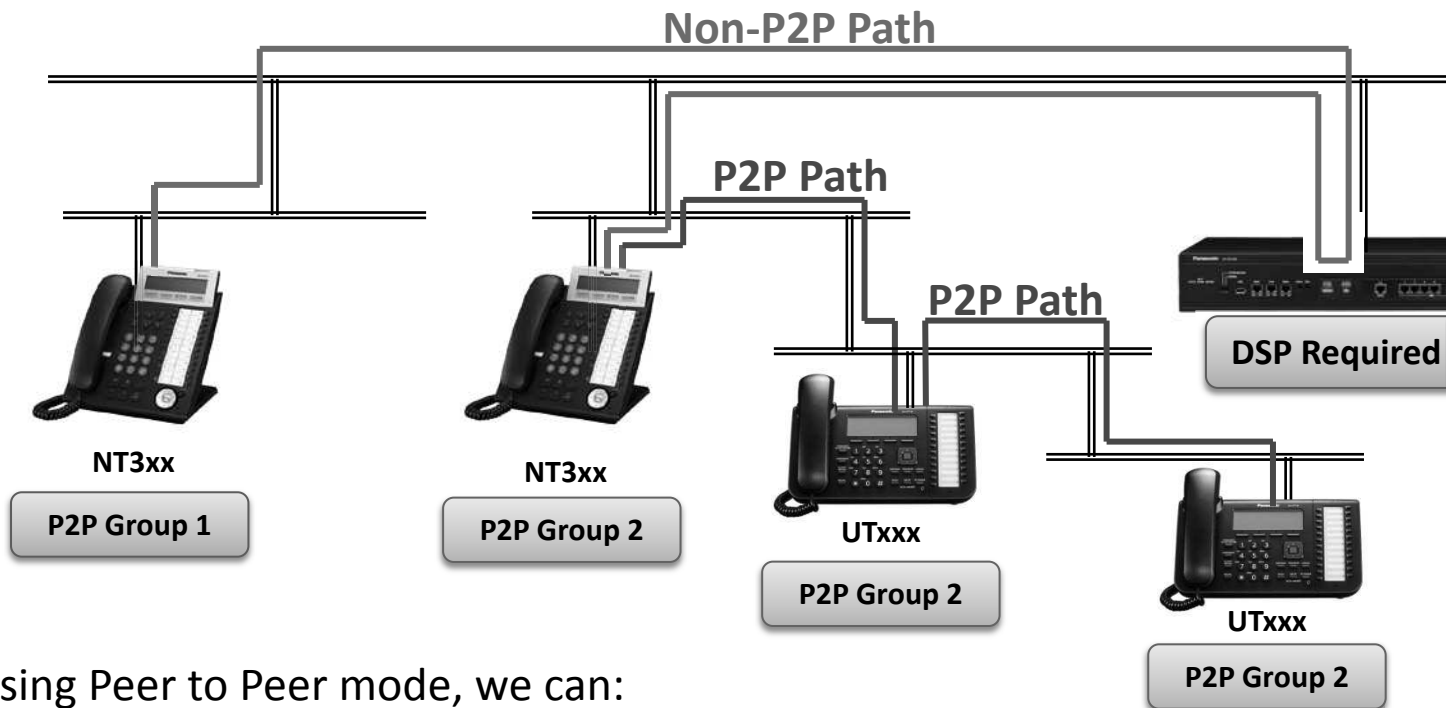 Non-P2P Path
P2P Path
P2P Path
DSP Required
NT3xx
P2P Group 1
NT3xx
P2P Group 2
UTxxx
P2P Group 2
UTxxx
P2P Group 2
sing Peer to Peer mode, we can: